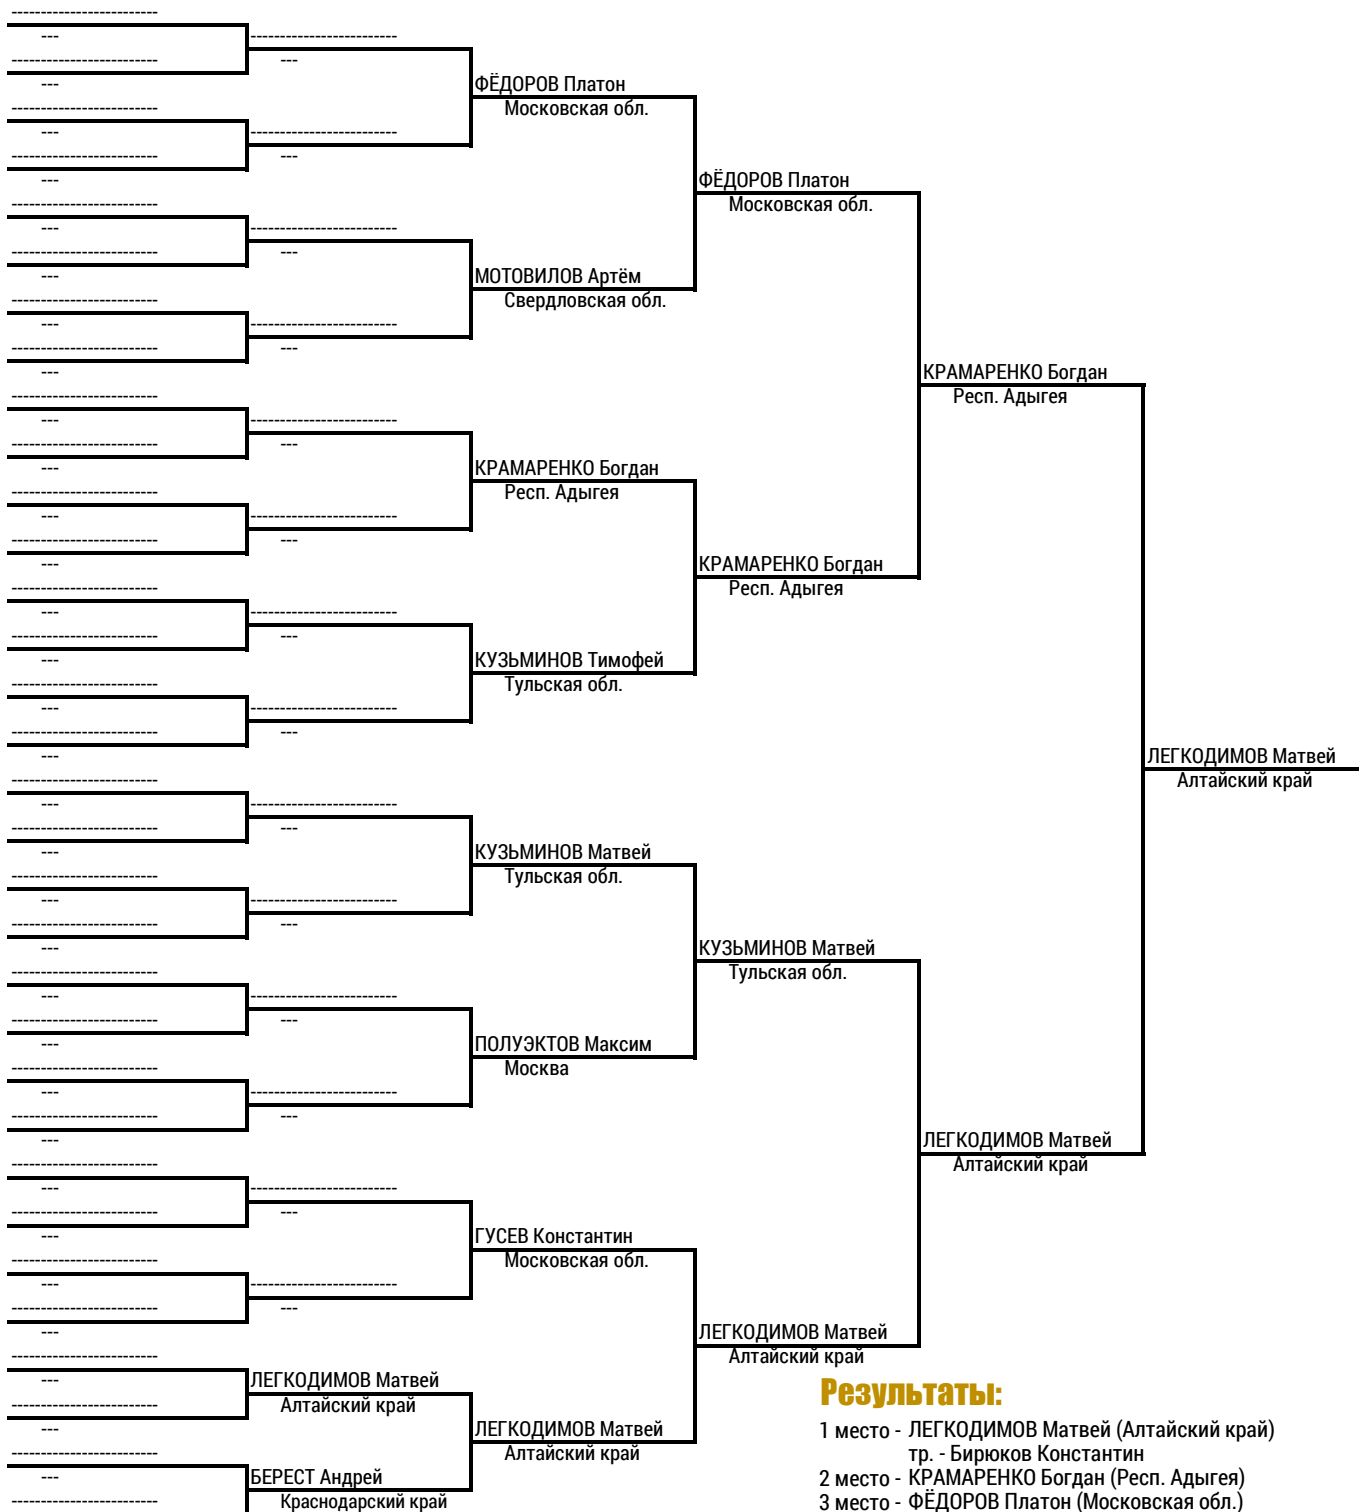 ФЁДОРОВ Платон
Московская обл.
ФЁДОРОВ Платон
Московская обл.
МОТОВИЛОВ Артём
Свердловская обл.
КРАМАРЕНКО Богдан
Респ. Адыгея
КРАМАРЕНКО Богдан
Респ. Адыгея
КРАМАРЕНКО Богдан
Респ. Адыгея
КУЗЬМИНОВ Тимофей
Тульская обл.
ЛЕГКОДИМОВ Матвей
Алтайский край
КУЗЬМИНОВ Матвей
Тульская обл.
КУЗЬМИНОВ Матвей
Тульская обл.
ПОЛУЭКТОВ Максим
Москва
ЛЕГКОДИМОВ Матвей
Алтайский край
ГУСЕВ Константин
Московская обл.
ЛЕГКОДИМОВ Матвей
Алтайский край
ЛЕГКОДИМОВ Матвей
Алтайский край
ЛЕГКОДИМОВ Матвей
Алтайский край
БЕРЕСТ Андрей
Краснодарский край
Результаты:
1 место - ЛЕГКОДИМОВ Матвей (Алтайский край)
тр. - Бирюков Константин
2 место - КРАМАРЕНКО Богдан (Респ. Адыгея)
3 место - ФЁДОРОВ Платон (Московская обл.)